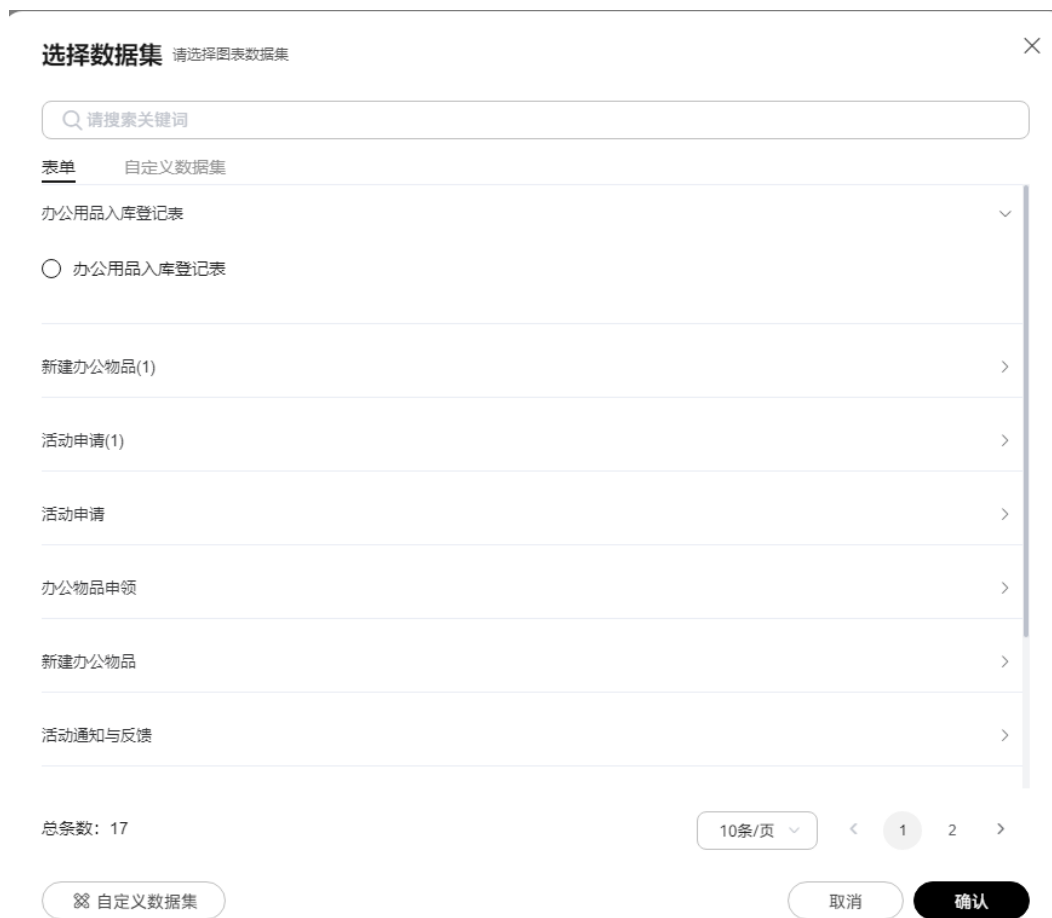 选择数据集 请选择图表数据集
请搜索关键词
表单 自定义数据集
办公用品入库登记表
办公用品入库登记表
新建办公物品(1)
活动申请(1)
活动申请
办公物品申领
新建办公物品
活动通知与反馈
总条数：17 10条/页 1 2
自定义数据集 取消 确认